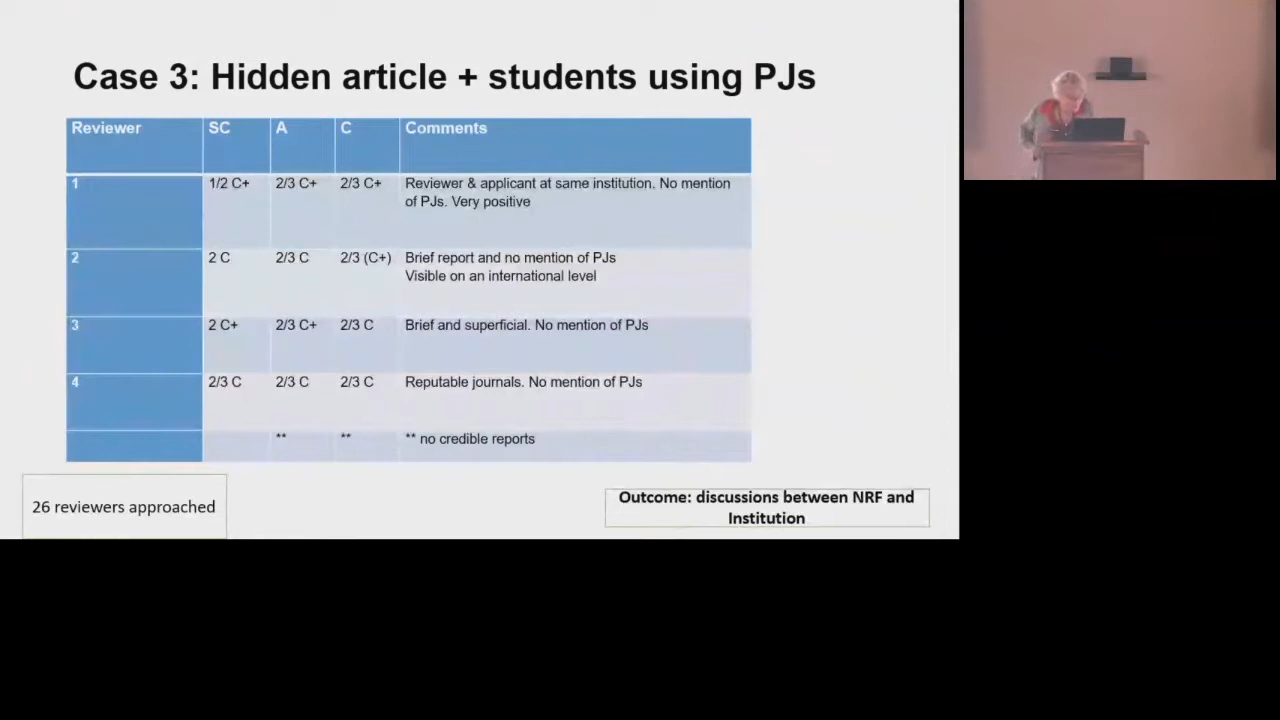 Case 3: Hidden article + students using PJs
Reviewer SC A C Comments
1 1/2 C+ 2/3 C+ 2/3 C+ Reviewer & applicant at same institution. No mention
of PJs. Very positive
2 2 C 2/3 C 2/3 (C+) Brief report and no mention of PJs
Visible on an international level
3 2 C+ 2/3 C+ 2/3 C Brief and superficial. No mention of PJs
4 2/3 C 2/3 C 2/3 C Reputable journals. No mention of PJs
** ** ** no credible reports
26 reviewers approached
Outcome: discussions between NRF and
Institution